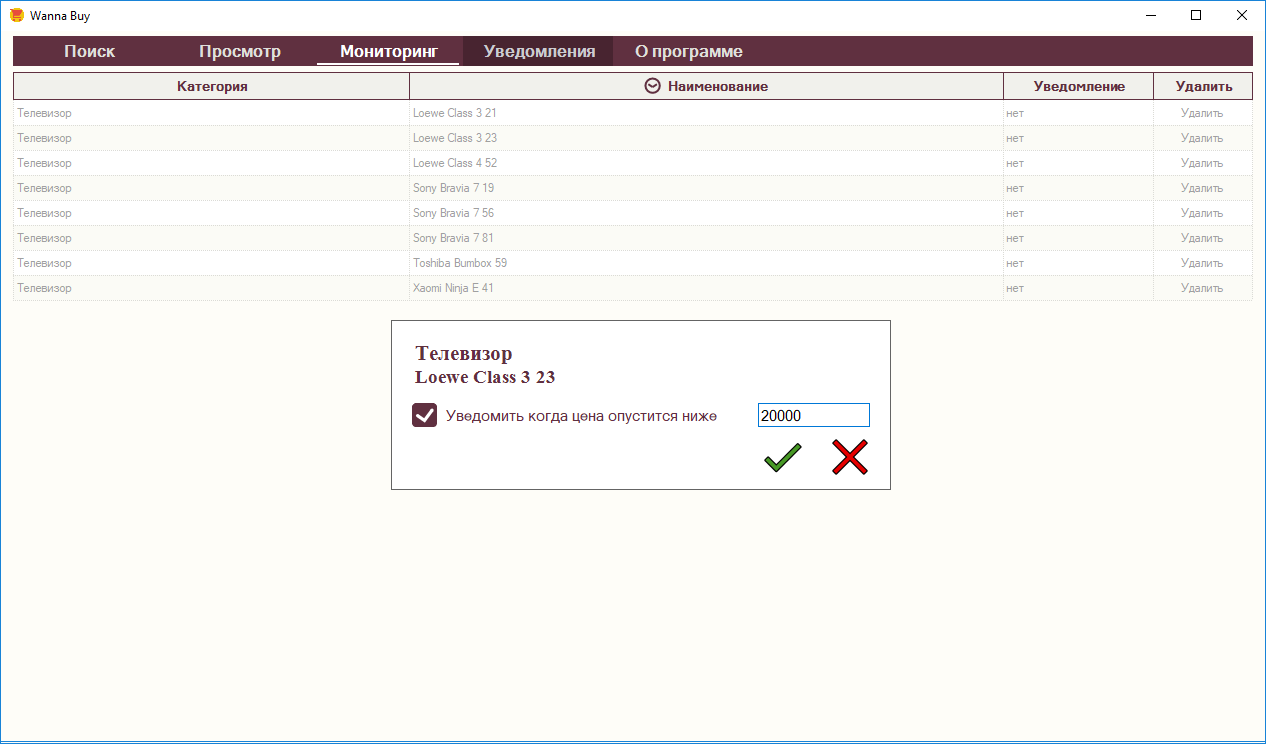 Wanna Buy
Поиск Просмотр Мониторинг Уведомления О программе
Категория Наименование Уведомление Удалить
Телевизор Loewe Class 3 21 нет Удалить
Телевизор Loewe Class 3 23 нет Удалить
Телевизор Loewe Class 4 52 нет Удалить
Телевизор Sony Bravia 7 19 нет Удалить
Телевизор Sony Bravia 7 56 нет Удалить
Телевизор Sony Bravia 7 81 нет Удалить
Телевизор Toshiba Bumbox 59 нет Удалить
Телевизор Xaomi Ninja E 41 нет Удалить
Телевизор
Loewe Class 3 23
Уведомить когда цена опустится ниже 20000